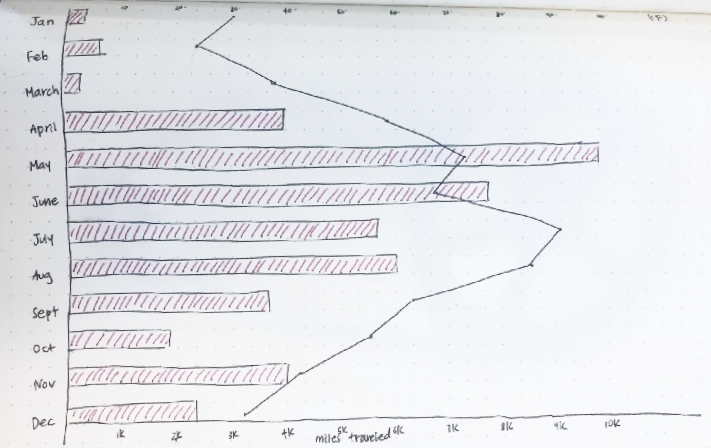 10 20 30 40 50 60 70 80 90 (°F)
Jan
Feb
March
April
May
June
July
Aug
Sept
Oct
Nov
Dec
1K 2K 3K 4K 5K 6K 7K 8K 9K 10K
miles traveled